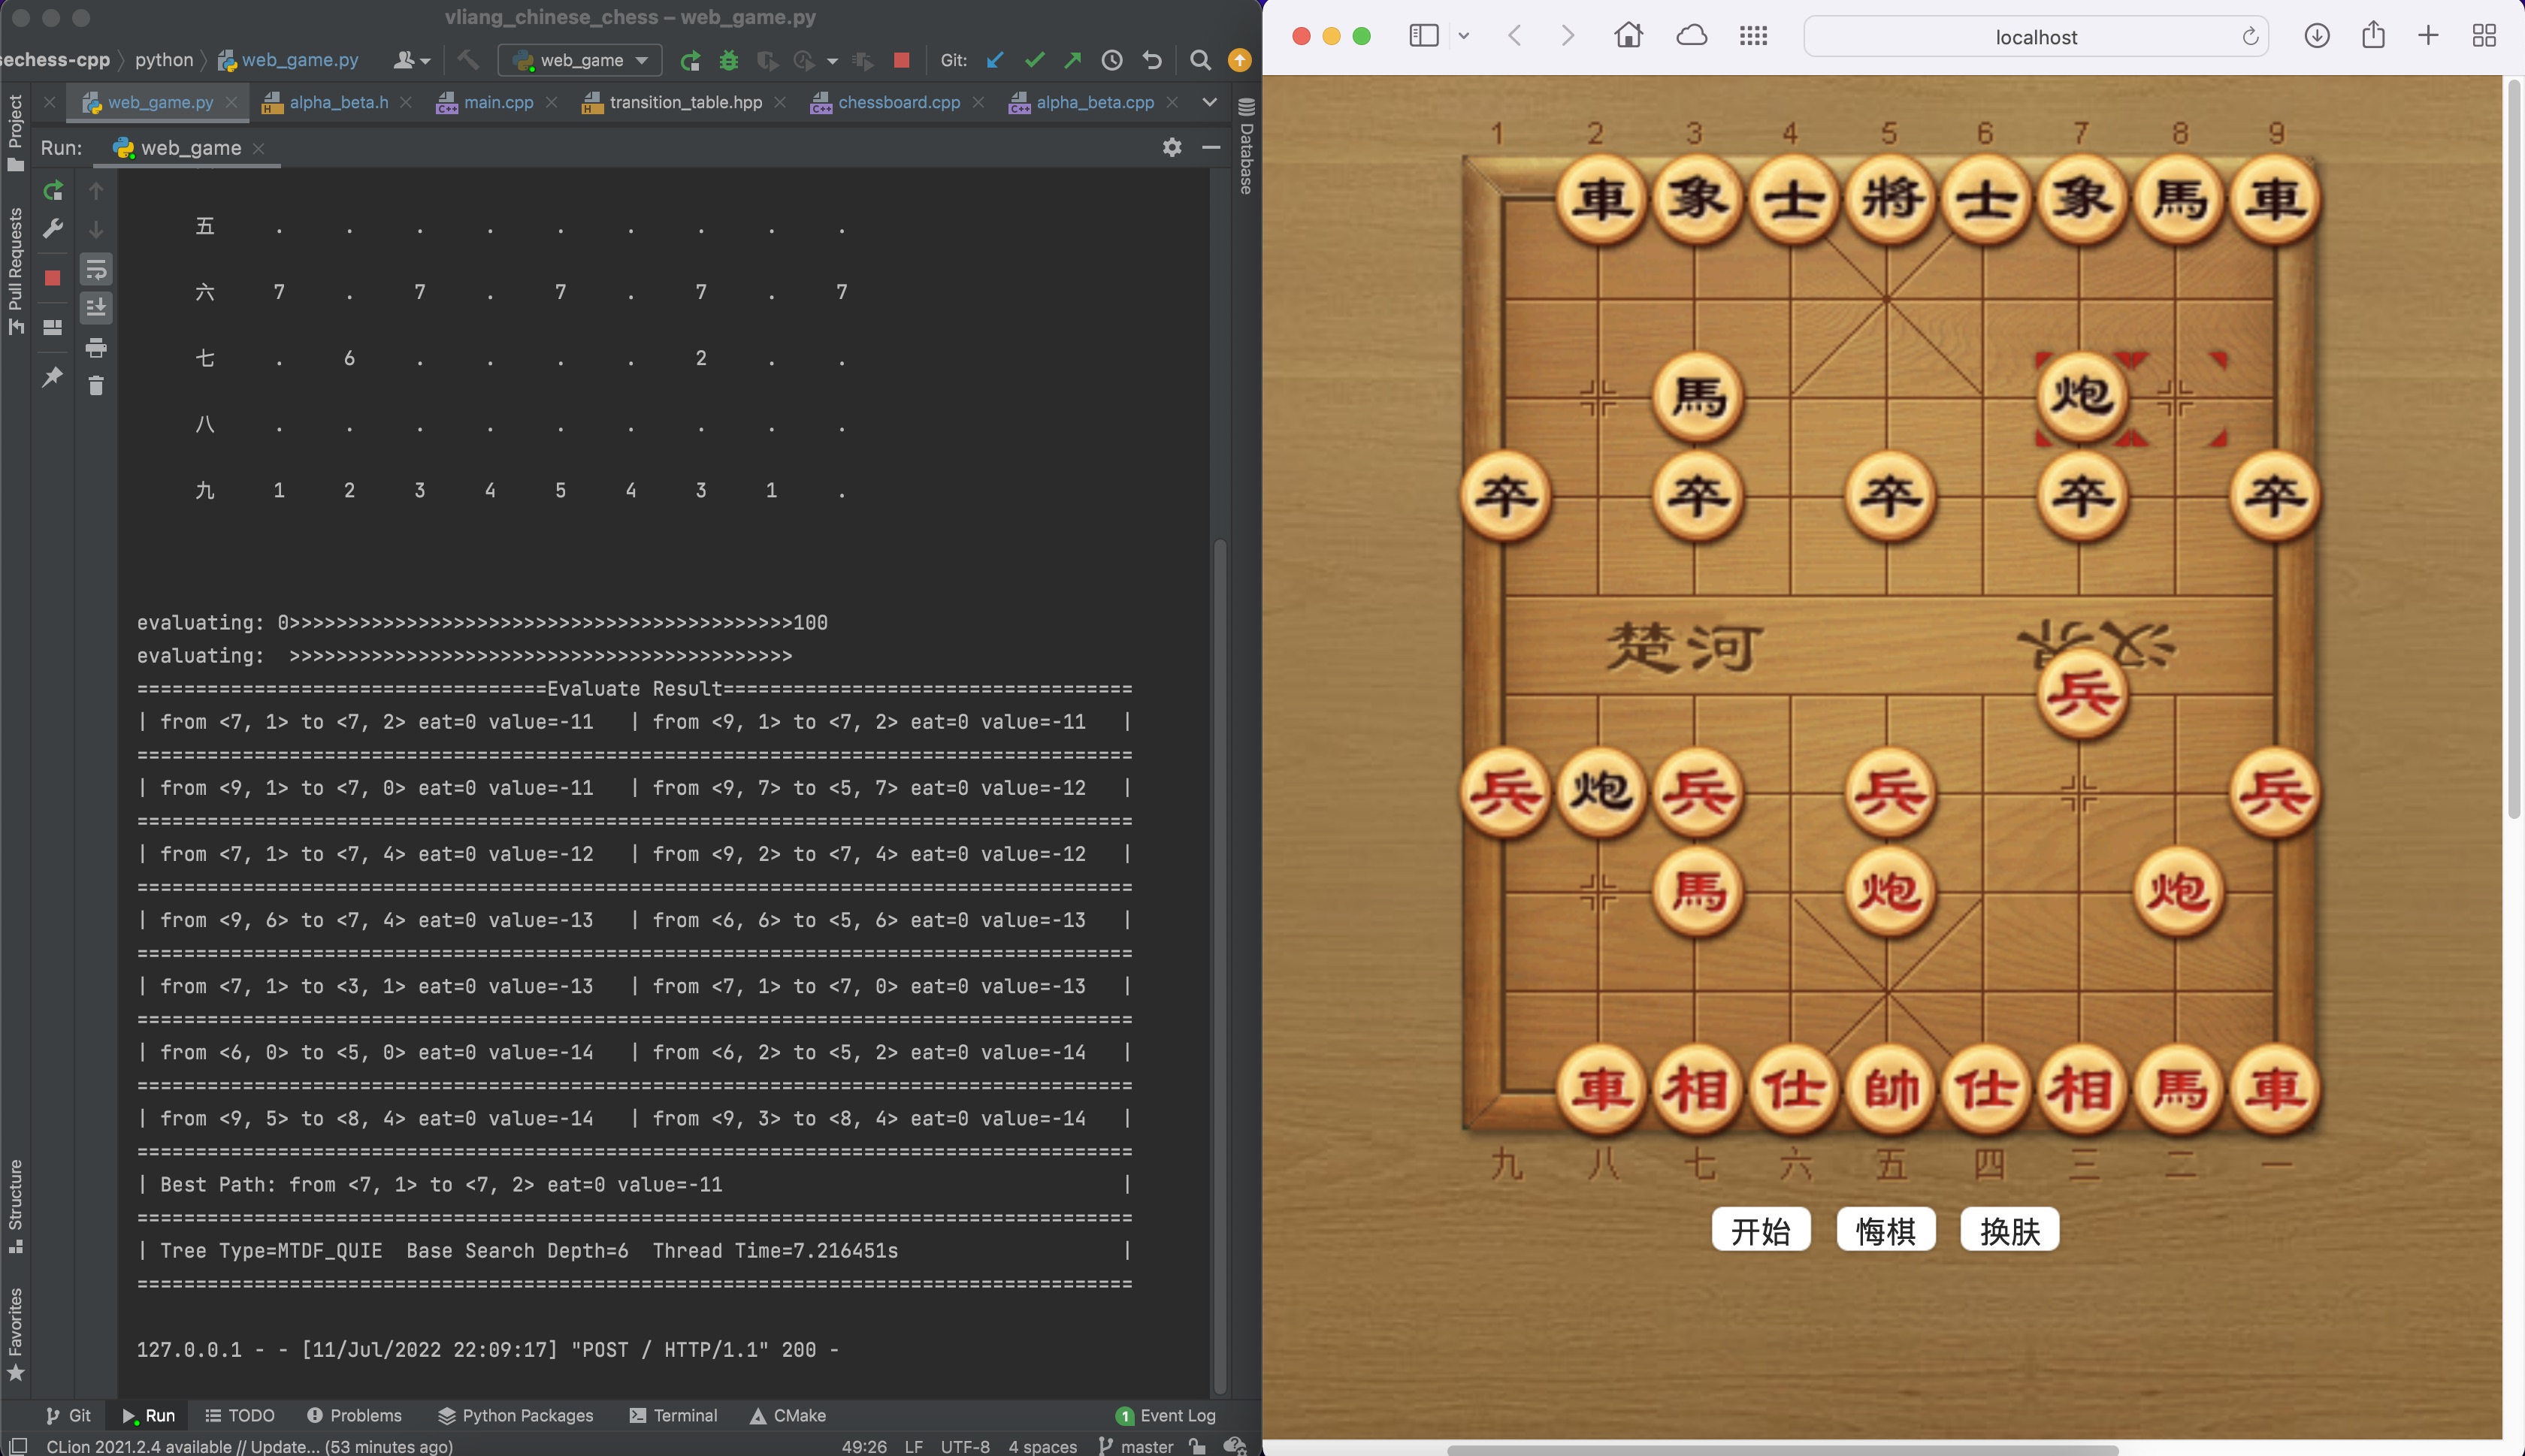 vliang_chinese_chess – web_game.py
sechess-cpp python web_game.py web_game Git:
web_game.py alpha_beta.h main.cpp transition_table.hpp chessboard.cpp alpha_beta.cpp
Run: web_game
Project
Pull Requests
Structure
Favorites
Database
五 . . . . . . . . .
六 7 . 7 . 7 . 7 . 7
七 . 6 . . . . 2 . .
八 . . . . . . . . .
九 1 2 3 4 5 4 3 1 .
evaluating: 0>>>>>>>>>>>>>>>>>>>>>>>>>>>>>>>>>>>>>>>>>>>100
evaluating:  >>>>>>>>>>>>>>>>>>>>>>>>>>>>>>>>>>>>>>>>>>>
===================================Evaluate Result===================================
| from <7, 1> to <7, 2> eat=0 value=-11 | from <9, 1> to <7, 2> eat=0 value=-11 |
=====================================================================================
| from <9, 1> to <7, 0> eat=0 value=-11 | from <9, 7> to <5, 7> eat=0 value=-12 |
=====================================================================================
| from <7, 1> to <7, 4> eat=0 value=-12 | from <9, 2> to <7, 4> eat=0 value=-12 |
=====================================================================================
| from <9, 6> to <7, 4> eat=0 value=-13 | from <6, 6> to <5, 6> eat=0 value=-13 |
=====================================================================================
| from <7, 1> to <3, 1> eat=0 value=-13 | from <7, 1> to <7, 0> eat=0 value=-13 |
=====================================================================================
| from <6, 0> to <5, 0> eat=0 value=-14 | from <6, 2> to <5, 2> eat=0 value=-14 |
=====================================================================================
| from <9, 5> to <8, 4> eat=0 value=-14 | from <9, 3> to <8, 4> eat=0 value=-14 |
=====================================================================================
| Best Path: from <7, 1> to <7, 2> eat=0 value=-11 |
=====================================================================================
| Tree Type=MTDF_QUIE  Base Search Depth=6  Thread Time=7.216451s |
=====================================================================================
127.0.0.1 - - [11/Jul/2022 22:09:17] "POST / HTTP/1.1" 200 -
Git Run TODO Problems Python Packages Terminal CMake 1 Event Log
CLion 2021.2.4 available // Update... (53 minutes ago) 49:26 LF UTF-8 4 spaces master
localhost
1 2 3 4 5 6 7 8 9
車 象 士 將 士 象 馬 車
馬 炮
卒 卒 卒 卒 卒
楚河 汉界
兵
兵 炮 兵 兵 兵
馬 炮 炮
車 相 仕 帥 仕 相 馬 車
九 八 七 六 五 四 三 二 一
开始 悔棋 换肤